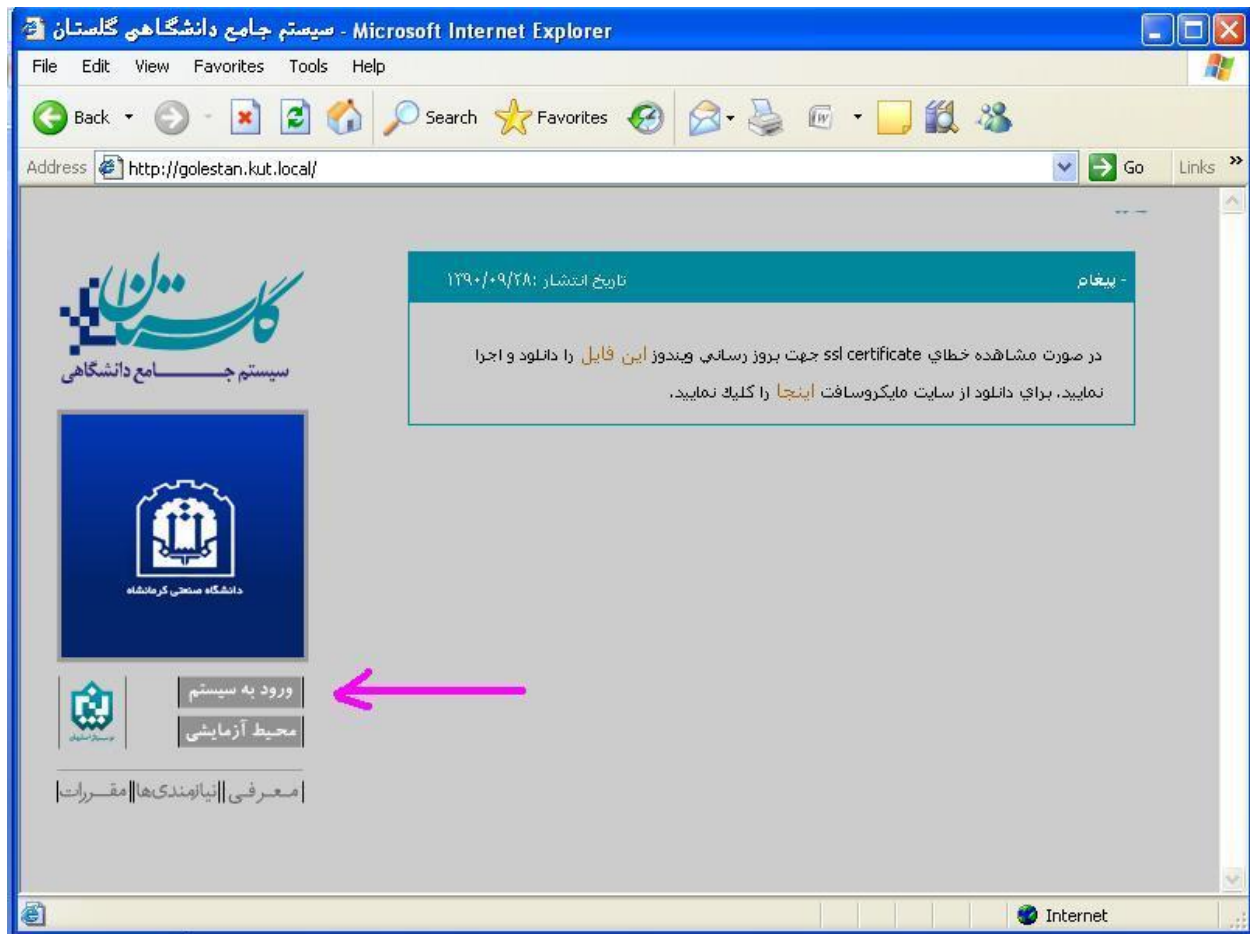 سیستم جامع دانشگاهی گلستان - Microsoft Internet Explorer
File Edit View Favorites Tools Help
Back Search Favorites
Address http://golestan.kut.local/ Go Links »
گلستان
سیستم جـــــامع دانشگاهی
- پیغام تاریخ انتشار :۱۳۹۰/۰۹/۲۸
در صورت مشاهده خطاي ssl certificate جهت بروز رساني ويندوز اين فايل را دانلود و اجرا
نماييد. براي دانلود از سايت مايكروسافت اينجا را كليك نماييد.
دانشگاه صنعتی کرمانشاه
ورود به سیستم
محیط آزمایشی
معـرفـی نیازمندی‌ها مقــررات
Internet